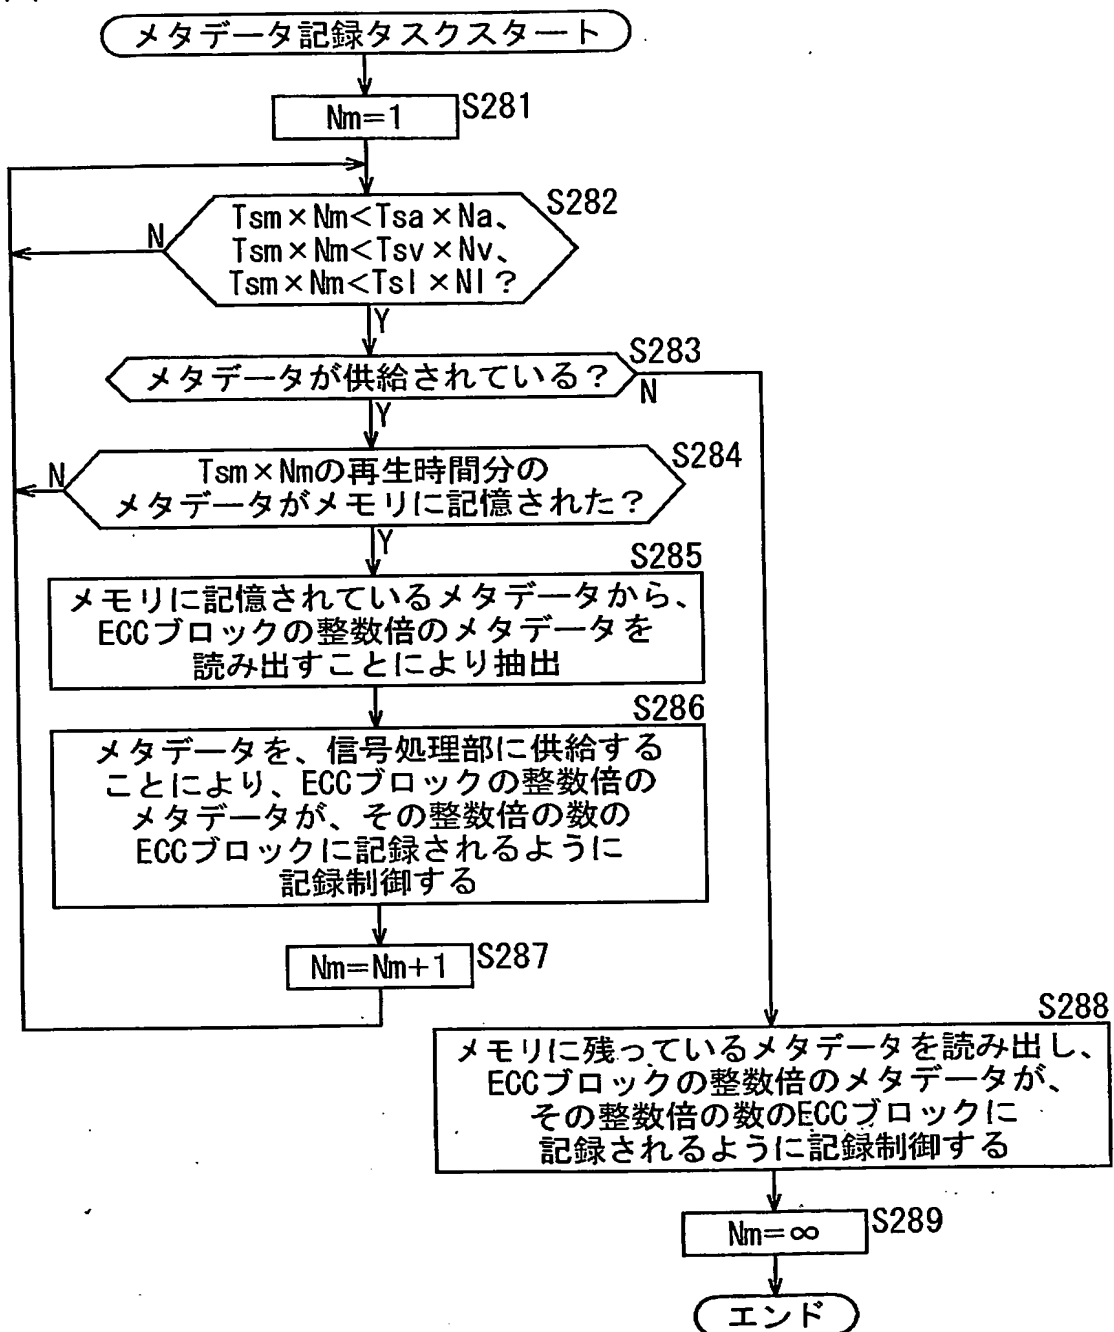 メタデータ記録タスクスタート
S281
Nm=1
S282
Tsm×Nm<Tsa×Na、
Tsm×Nm<Tsv×Nv、
Tsm×Nm<Tsl×Nl?
N
Y
S283
メタデータが供給されている?
N
Y
S284
Tsm×Nmの再生時間分の
メタデータがメモリに記憶された?
N
Y
S285
メモリに記憶されているメタデータから、
ECCブロックの整数倍のメタデータを
読み出すことにより抽出
S286
メタデータを、信号処理部に供給する
ことにより、ECCブロックの整数倍の
メタデータが、その整数倍の数の
ECCブロックに記録されるように
記録制御する
S287
Nm=Nm+1
S288
メモリに残っているメタデータを読み出し、
ECCブロックの整数倍のメタデータが、
その整数倍の数のECCブロックに
記録されるように記録制御する
S289
Nm=∞
エンド